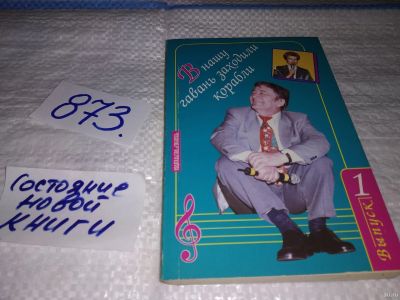 873.
Состояние
новой
книги
В нашу
гавань заходили
корабли
Выпуск 1